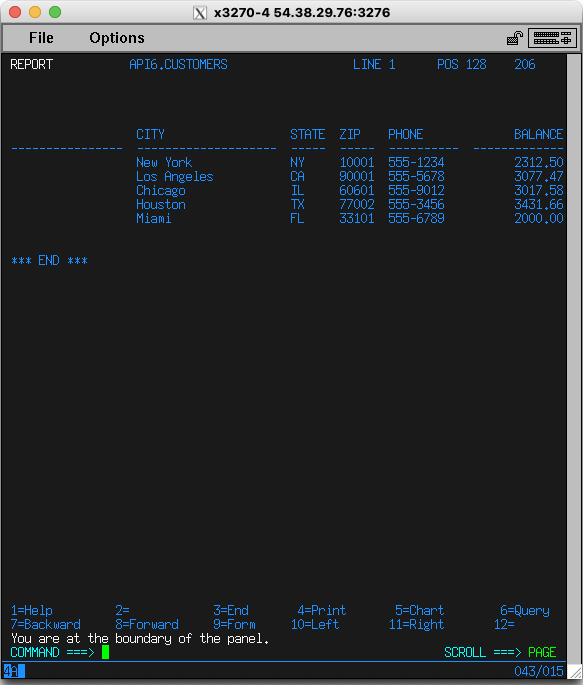 x3270-4 54.38.29.76:3276
File Options
REPORT API6.CUSTOMERS LINE 1 POS 128 206
CITY STATE ZIP PHONE BALANCE
---------------- -------------------- ----- ----- ---------- -------------
New York NY 10001 555-1234 2312.50
Los Angeles CA 90001 555-5678 3077.47
Chicago IL 60601 555-9012 3017.58
Houston TX 77002 555-3456 3431.66
Miami FL 33101 555-6789 2000.00
*** END ***
1=Help 2= 3=End 4=Print 5=Chart 6=Query
7=Backward 8=Forward 9=Form 10=Left 11=Right 12=
You are at the boundary of the panel.
COMMAND ===> SCROLL ===> PAGE
4A 043/015